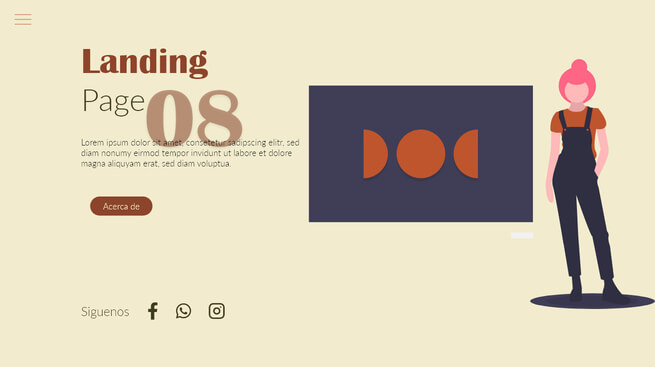 Landing
Page
08
Lorem ipsum dolor sit amet, consetetur sadipscing elitr, sed
diam nonumy eirmod tempor invidunt ut labore et dolore
magna aliquyam erat, sed diam voluptua.
Acerca de
Siguenos